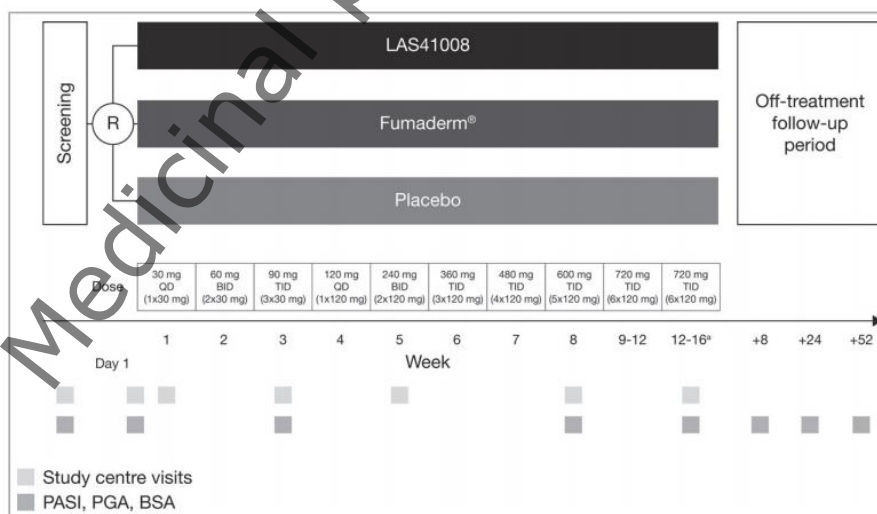 Medicinal
Screening
R
LAS41008
Fumaderm®
Placebo
Off-treatment
follow-up
period
Dose
30 mg
QD
(1x30 mg)
60 mg
BID
(2x30 mg)
90 mg
TID
(3x30 mg)
120 mg
QD
(1x120 mg)
240 mg
BID
(2x120 mg)
360 mg
TID
(3x120 mg)
480 mg
TID
(4x120 mg)
600 mg
TID
(5x120 mg)
720 mg
TID
(6x120 mg)
720 mg
TID
(6x120 mg)
1 2 3 4 5 6 7 8 9-12 12-16ª +8 +24 +52
Day 1 Week
Study centre visits
PASI, PGA, BSA